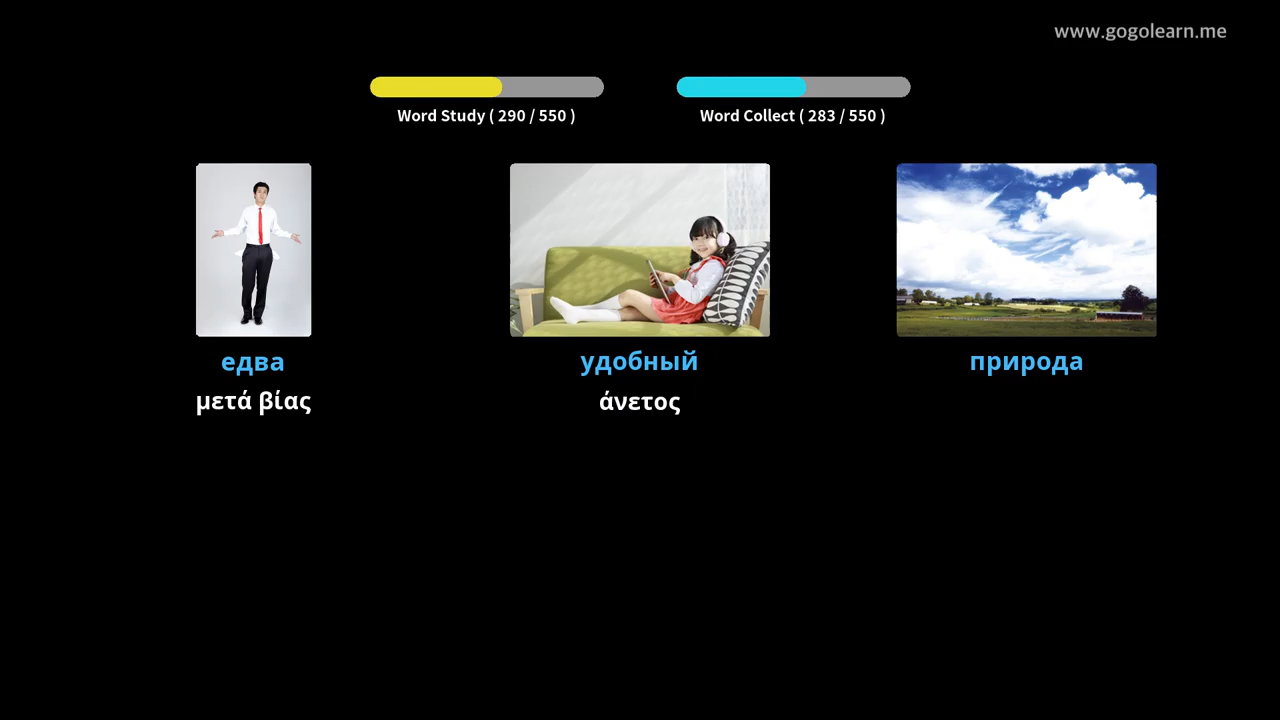 www.gogolearn.me
Word Study ( 290 / 550 )
Word Collect ( 283 / 550 )
едва
удобный
природа
μετά βίας
άνετος